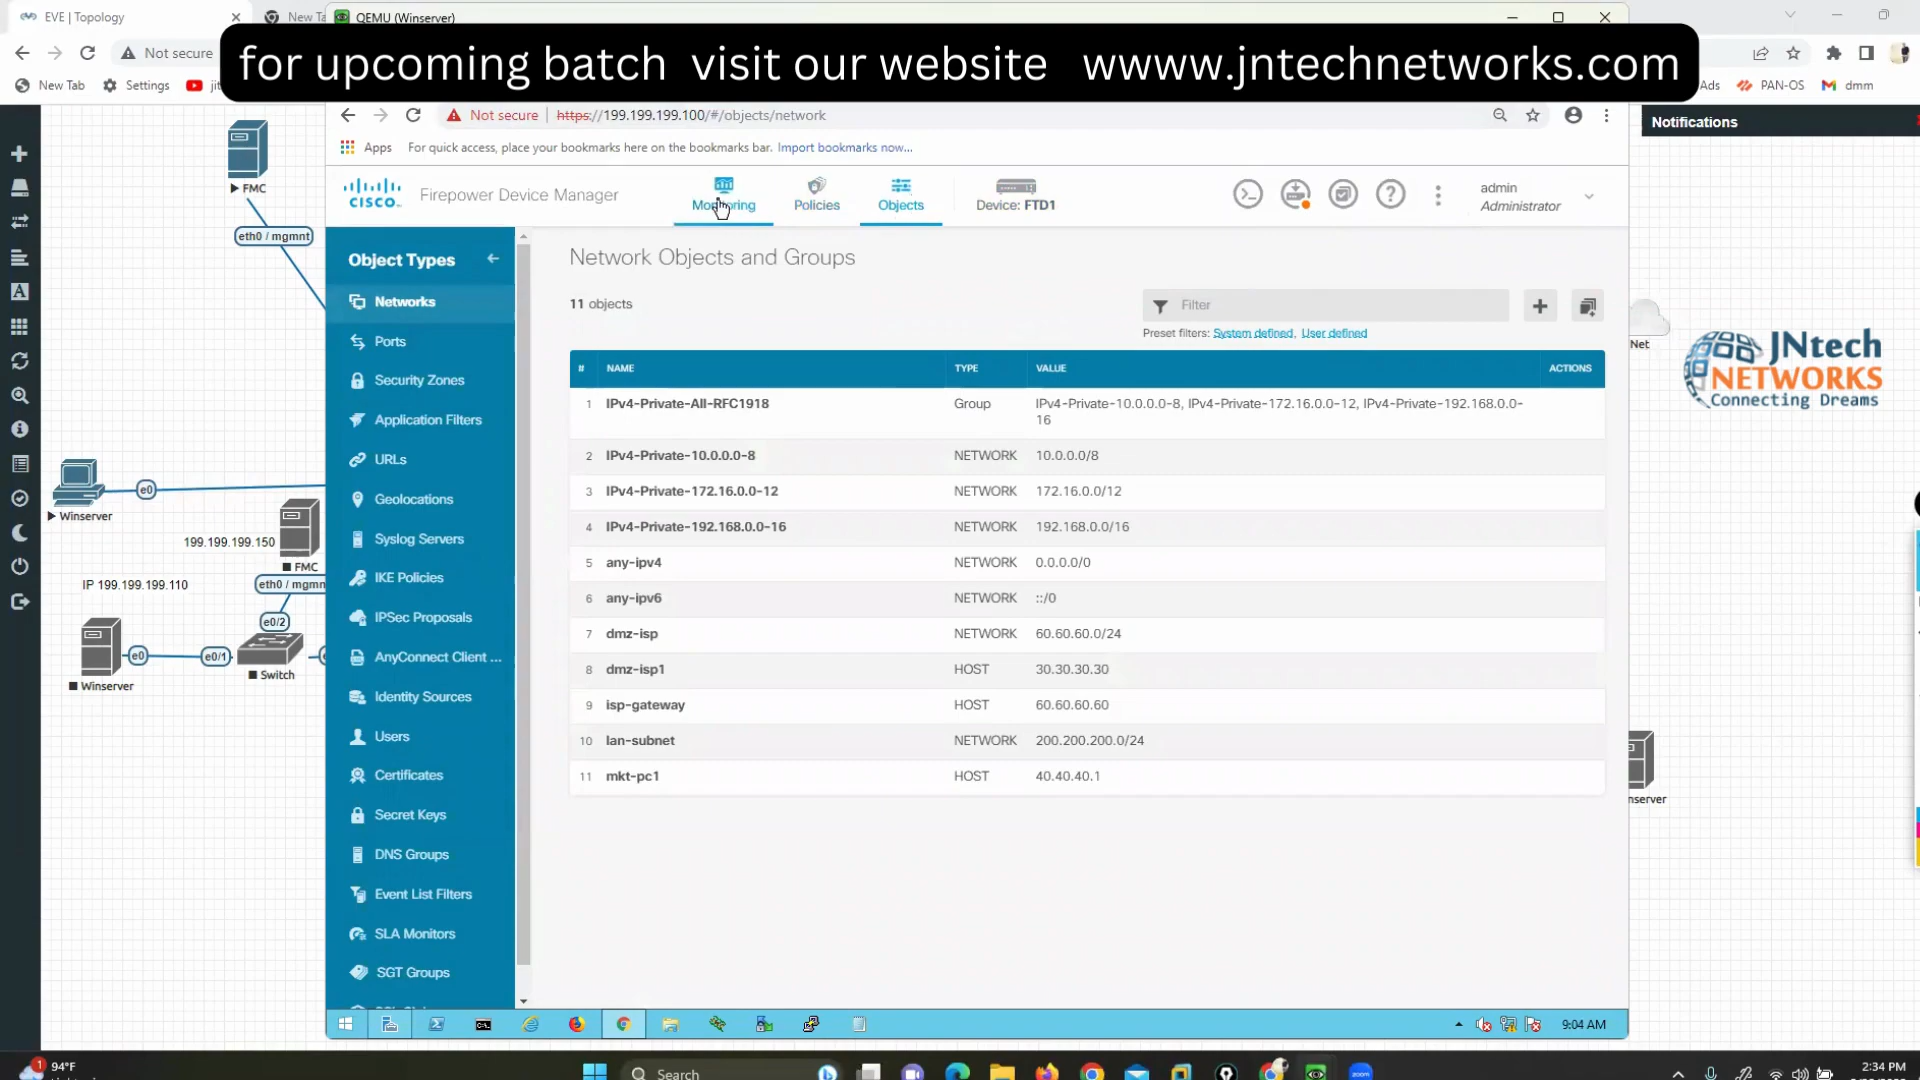 EVE | Topology
New Ta
QEMU (Winserver)
for upcoming batch visit our website wwww.jntechnetworks.com
Not secure
New Tab
Settings
jit
Ads
PAN-OS
dmm
Not secure
https://199.199.199.100/#/objects/network
Apps
For quick access, place your bookmarks here on the bookmarks bar. Import bookmarks now...
Notifications
CISCO
Firepower Device Manager
Monitoring
Policies
Objects
Device: FTD1
admin
Administrator
FMC
eth0 / mgmnt
Object Types
Networks
Ports
Security Zones
Application Filters
URLs
Geolocations
Syslog Servers
IKE Policies
IPSec Proposals
AnyConnect Client ...
Identity Sources
Users
Certificates
Secret Keys
DNS Groups
Event List Filters
SLA Monitors
SGT Groups
Network Objects and Groups
11 objects
Filter
Preset filters: System defined, User defined
# NAME TYPE VALUE ACTIONS
1 IPv4-Private-All-RFC1918 Group IPv4-Private-10.0.0.0-8, IPv4-Private-172.16.0.0-12, IPv4-Private-192.168.0.0-
16
2 IPv4-Private-10.0.0.0-8 NETWORK 10.0.0.0/8
3 IPv4-Private-172.16.0.0-12 NETWORK 172.16.0.0/12
4 IPv4-Private-192.168.0.0-16 NETWORK 192.168.0.0/16
5 any-ipv4 NETWORK 0.0.0.0/0
6 any-ipv6 NETWORK ::/0
7 dmz-isp NETWORK 60.60.60.0/24
8 dmz-isp1 HOST 30.30.30.30
9 isp-gateway HOST 60.60.60.60
10 lan-subnet NETWORK 200.200.200.0/24
11 mkt-pc1 HOST 40.40.40.1
Net
JNtech
NETWORKS
Connecting Dreams
e0
Winserver
199.199.199.150
FMC
IP 199.199.199.110
eth0 / mgmn
e0/2
e0
e0/1
Switch
Winserver
nserver
9:04 AM
1
94°F
Search
zoom
2:34 PM